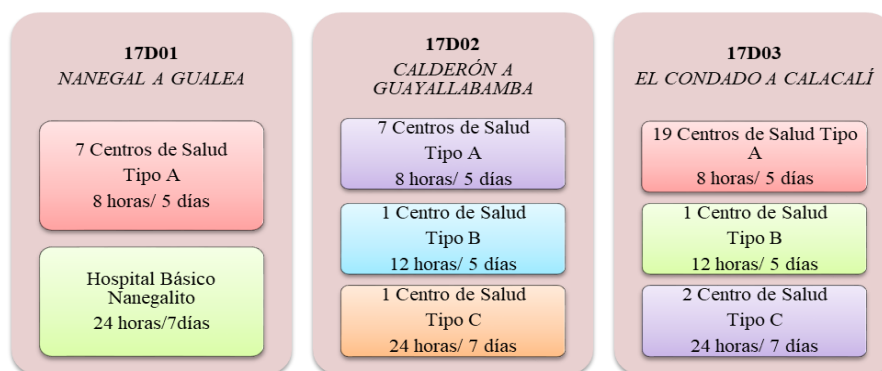 17D01
NANEGAL A GUALEA
7 Centros de Salud
Tipo A
8 horas/ 5 días
Hospital Básico
Nanegalito
24 horas/7días
17D02
CALDERÓN A
GUAYALLABAMBA
7 Centros de Salud
Tipo A
8 horas/ 5 días
1 Centro de Salud
Tipo B
12 horas/ 5 días
1 Centro de Salud
Tipo C
24 horas/ 7 días
17D03
EL CONDADO A CALACALÍ
19 Centros de Salud Tipo
A
8 horas/ 5 días
1 Centro de Salud
Tipo B
12 horas/ 5 días
2 Centro de Salud
Tipo C
24 horas/ 7 días